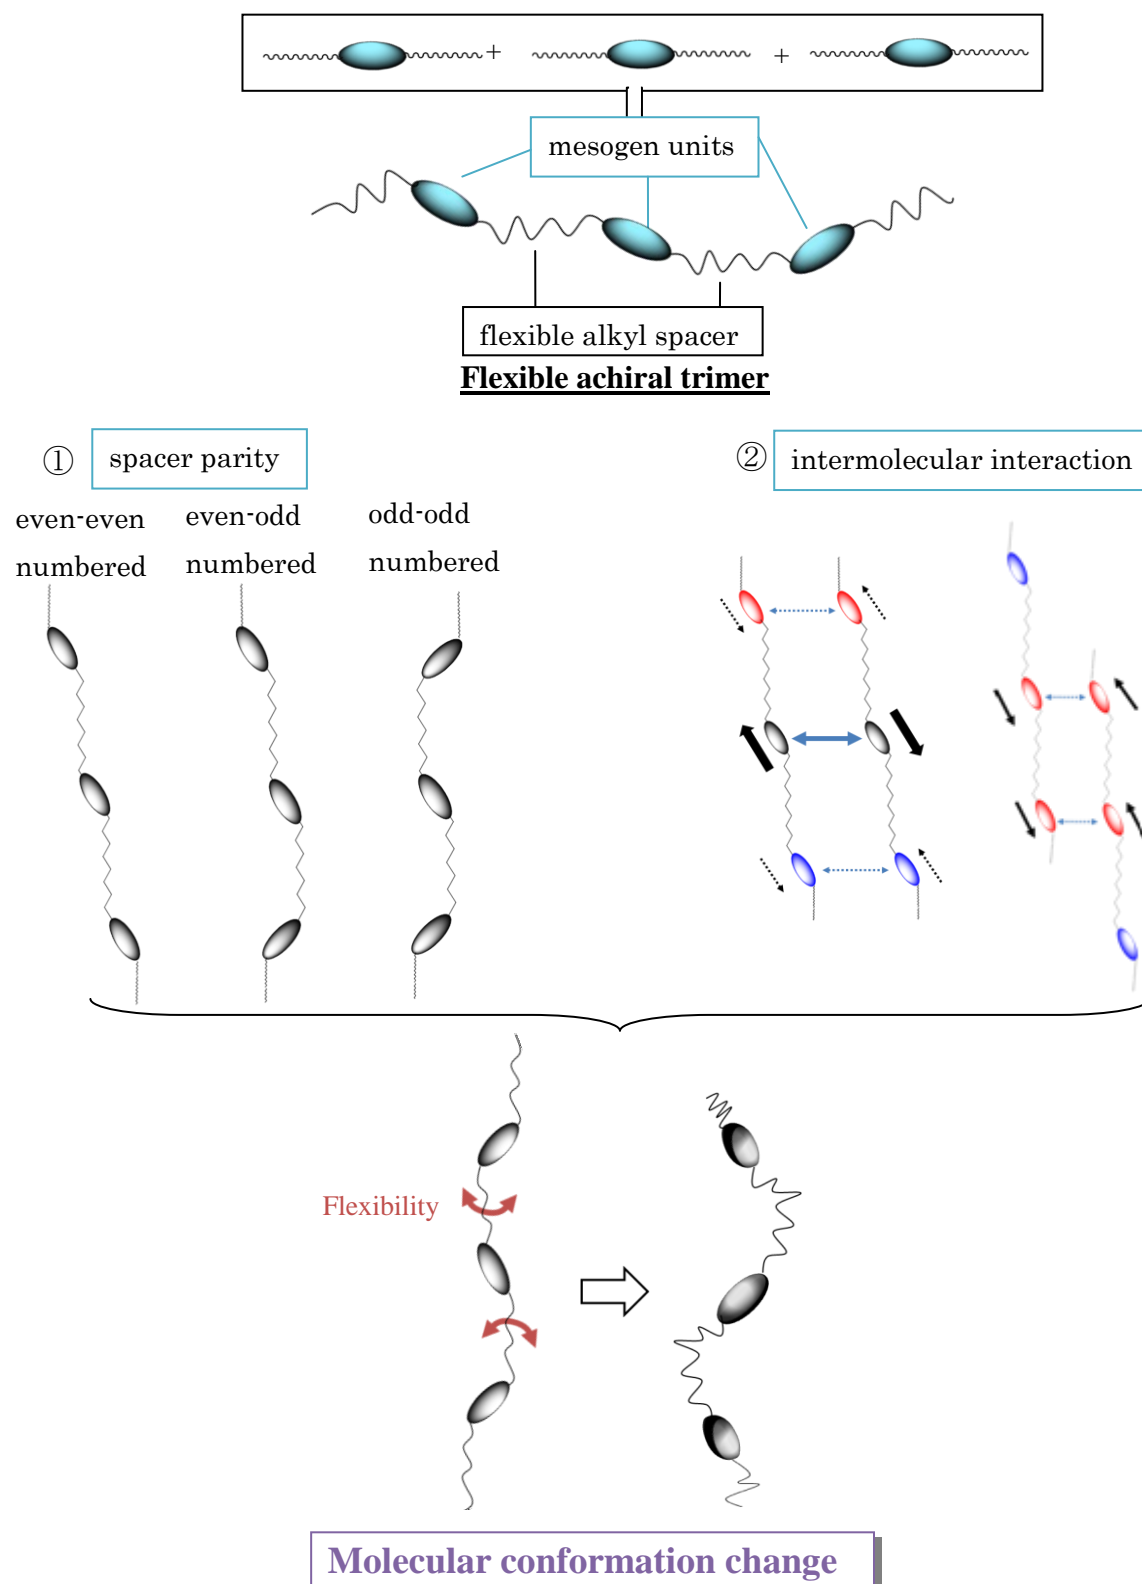 + +
mesogen units
flexible alkyl spacer
Flexible achiral trimer
① spacer parity
even-even even-odd odd-odd
numbered numbered numbered
② intermolecular interaction
Flexibility
Molecular conformation change